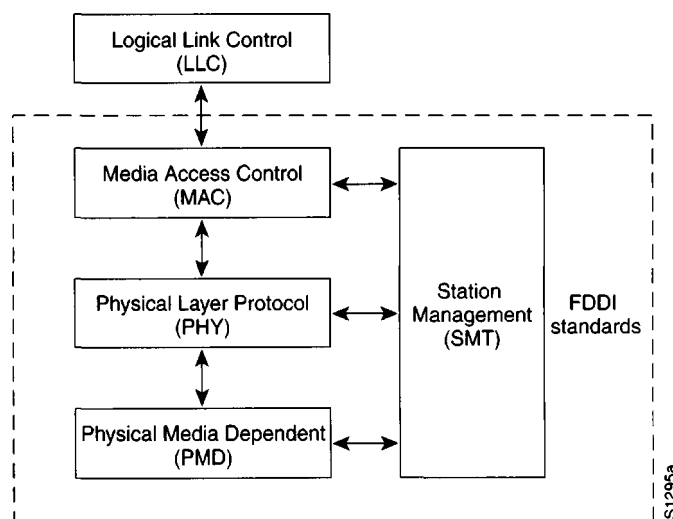 Logical Link Control
(LLC)
Media Access Control
(MAC)
Physical Layer Protocol
(PHY)
Physical Media Dependent
(PMD)
Station
Management
(SMT)
FDDI
standards
S1295a